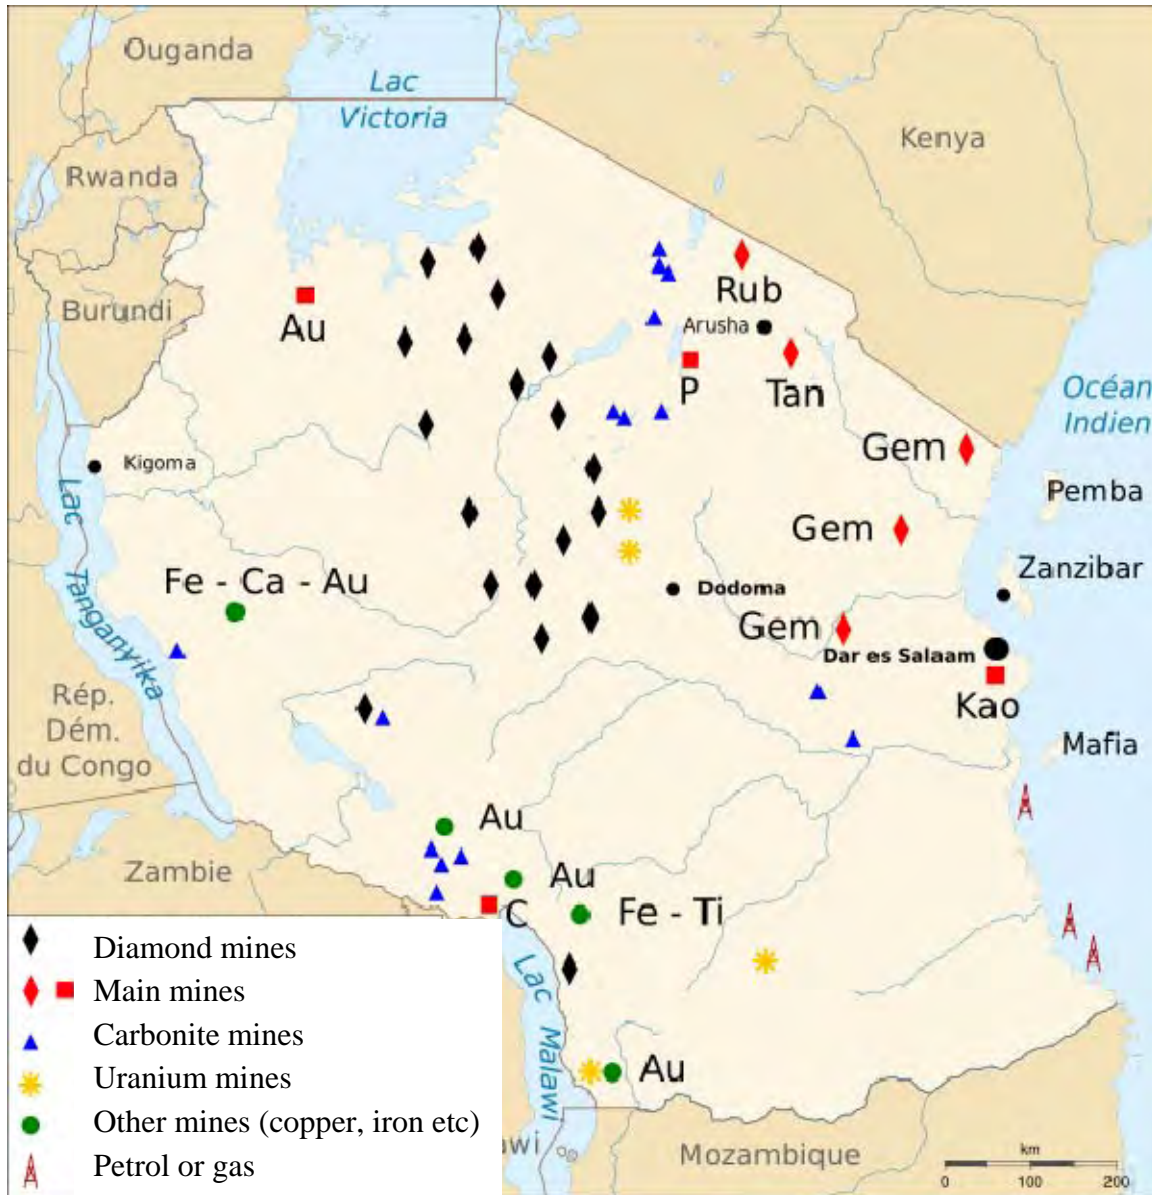 Ouganda
Lac
Victoria
Kenya
Rwanda
Burundi
Au
Rub
Arusha
P
Tan
Océan
Indien
Gem
Kigoma
Pemba
Gem
Lac
Tanganyika
Fe - Ca - Au
Zanzibar
Dodoma
Gem
Dar es Salaam
Kao
Rép.
Dém.
du Congo
Mafia
Au
Zambie
Au
C
Fe - Ti
Lac
Malawi
Au
Mozambique
km
0 100 200
Diamond mines
Main mines
Carbonite mines
Uranium mines
Other mines (copper, iron etc)
Petrol or gas